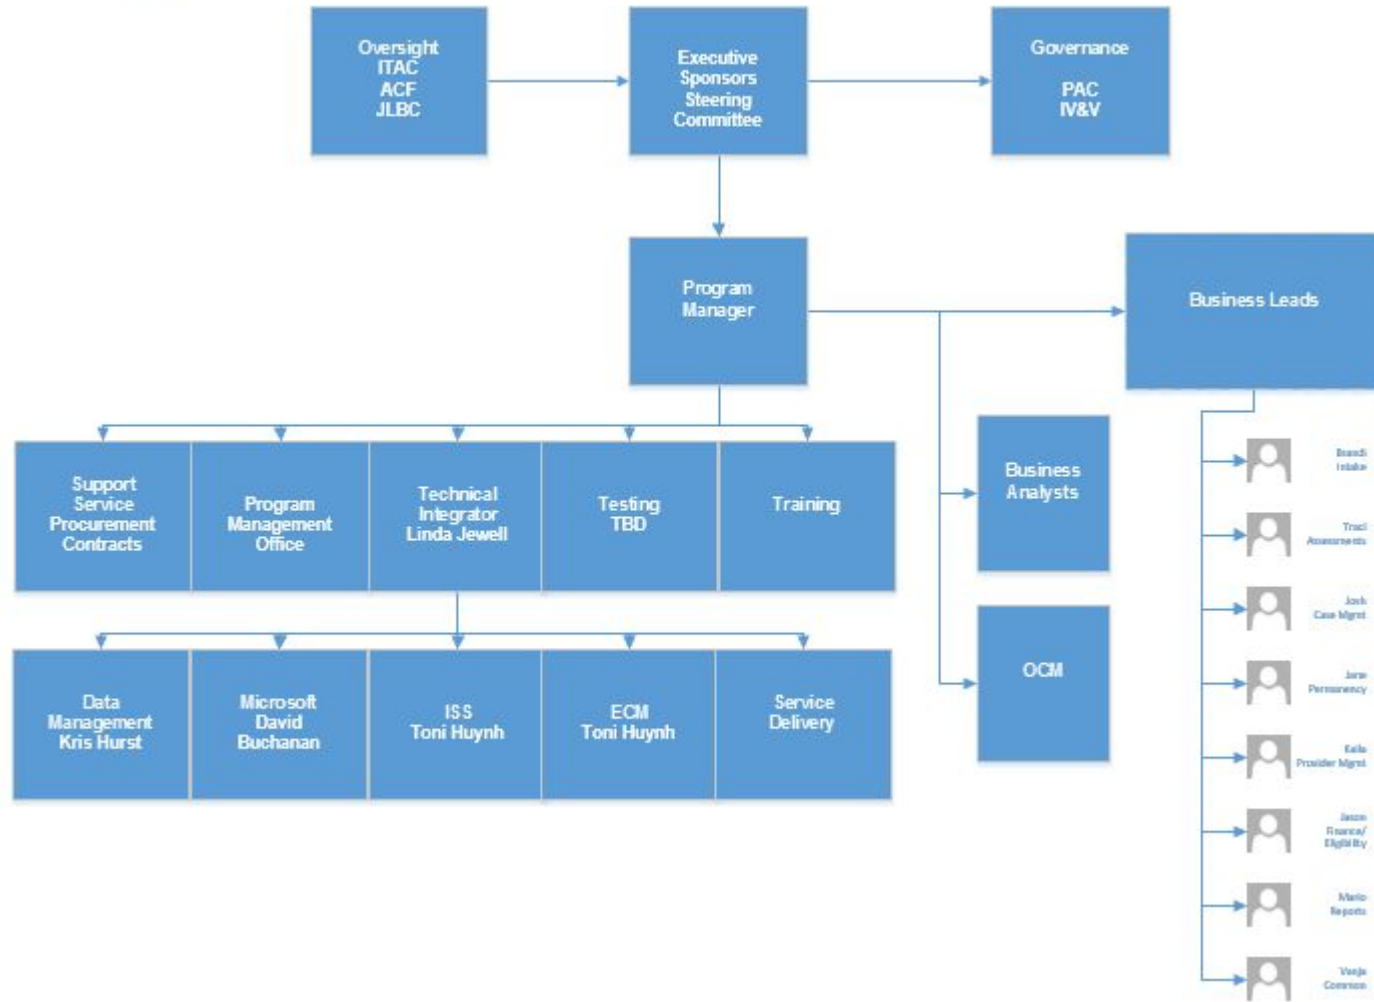 Oversight
ITAC
ACF
JLBC
Executive
Sponsors
Steering
Committee
Governance
PAC
IV&V
Program
Manager
Business Leads
Support
Service
Procurement
Contracts
Program
Management
Office
Technical
Integrator
Linda Jewell
Testing
TBD
Training
Business
Analysts
OCM
Data
Management
Kris Hurst
Microsoft
David
Buchanan
ISS
Toni Huynh
ECM
Toni Huynh
Service
Delivery
Brandi
Intake
Traci
Assessments
Josh
Case Mgmt
Permanency
Provider Mgmt
Jason
Finance/
Eligibility
Mario
Reports
Common